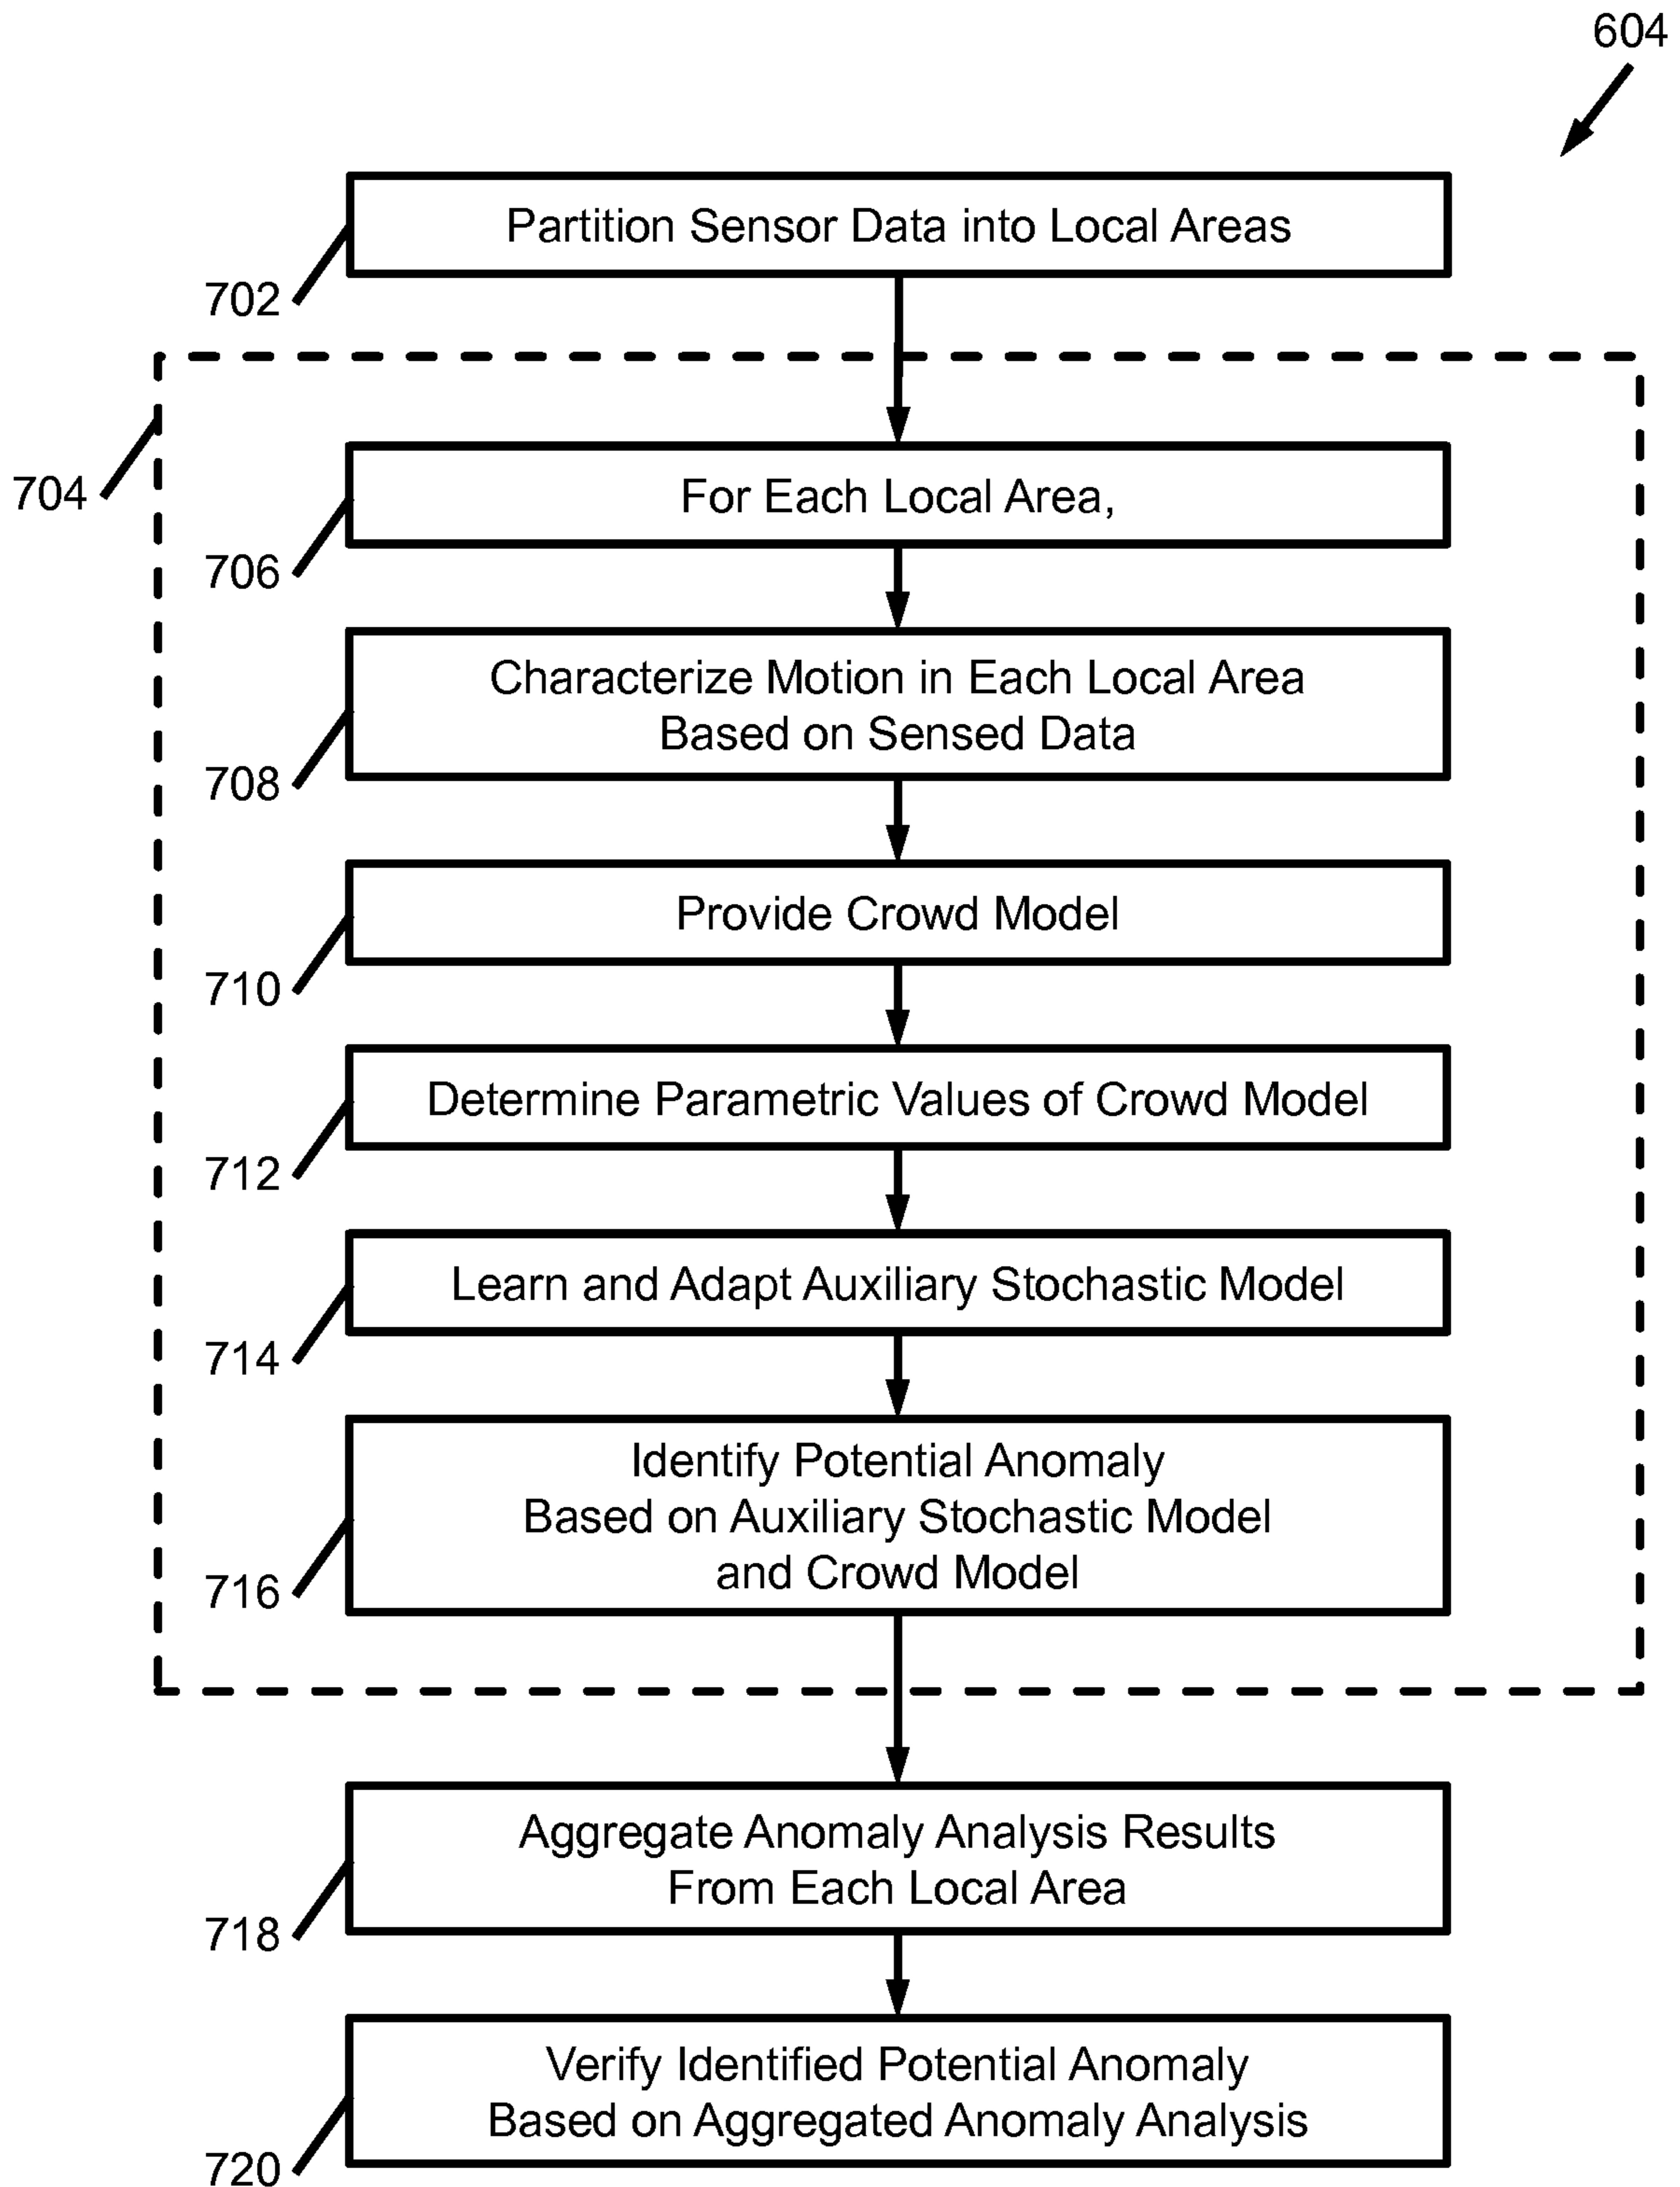 604
Partition Sensor Data into Local Areas
702
704
For Each Local Area,
706
Characterize Motion in Each Local Area
Based on Sensed Data
708
Provide Crowd Model
710
Determine Parametric Values of Crowd Model
712
Learn and Adapt Auxiliary Stochastic Model
714
Identify Potential Anomaly
Based on Auxiliary Stochastic Model
and Crowd Model
716
Aggregate Anomaly Analysis Results
From Each Local Area
718
Verify Identified Potential Anomaly
Based on Aggregated Anomaly Analysis
720